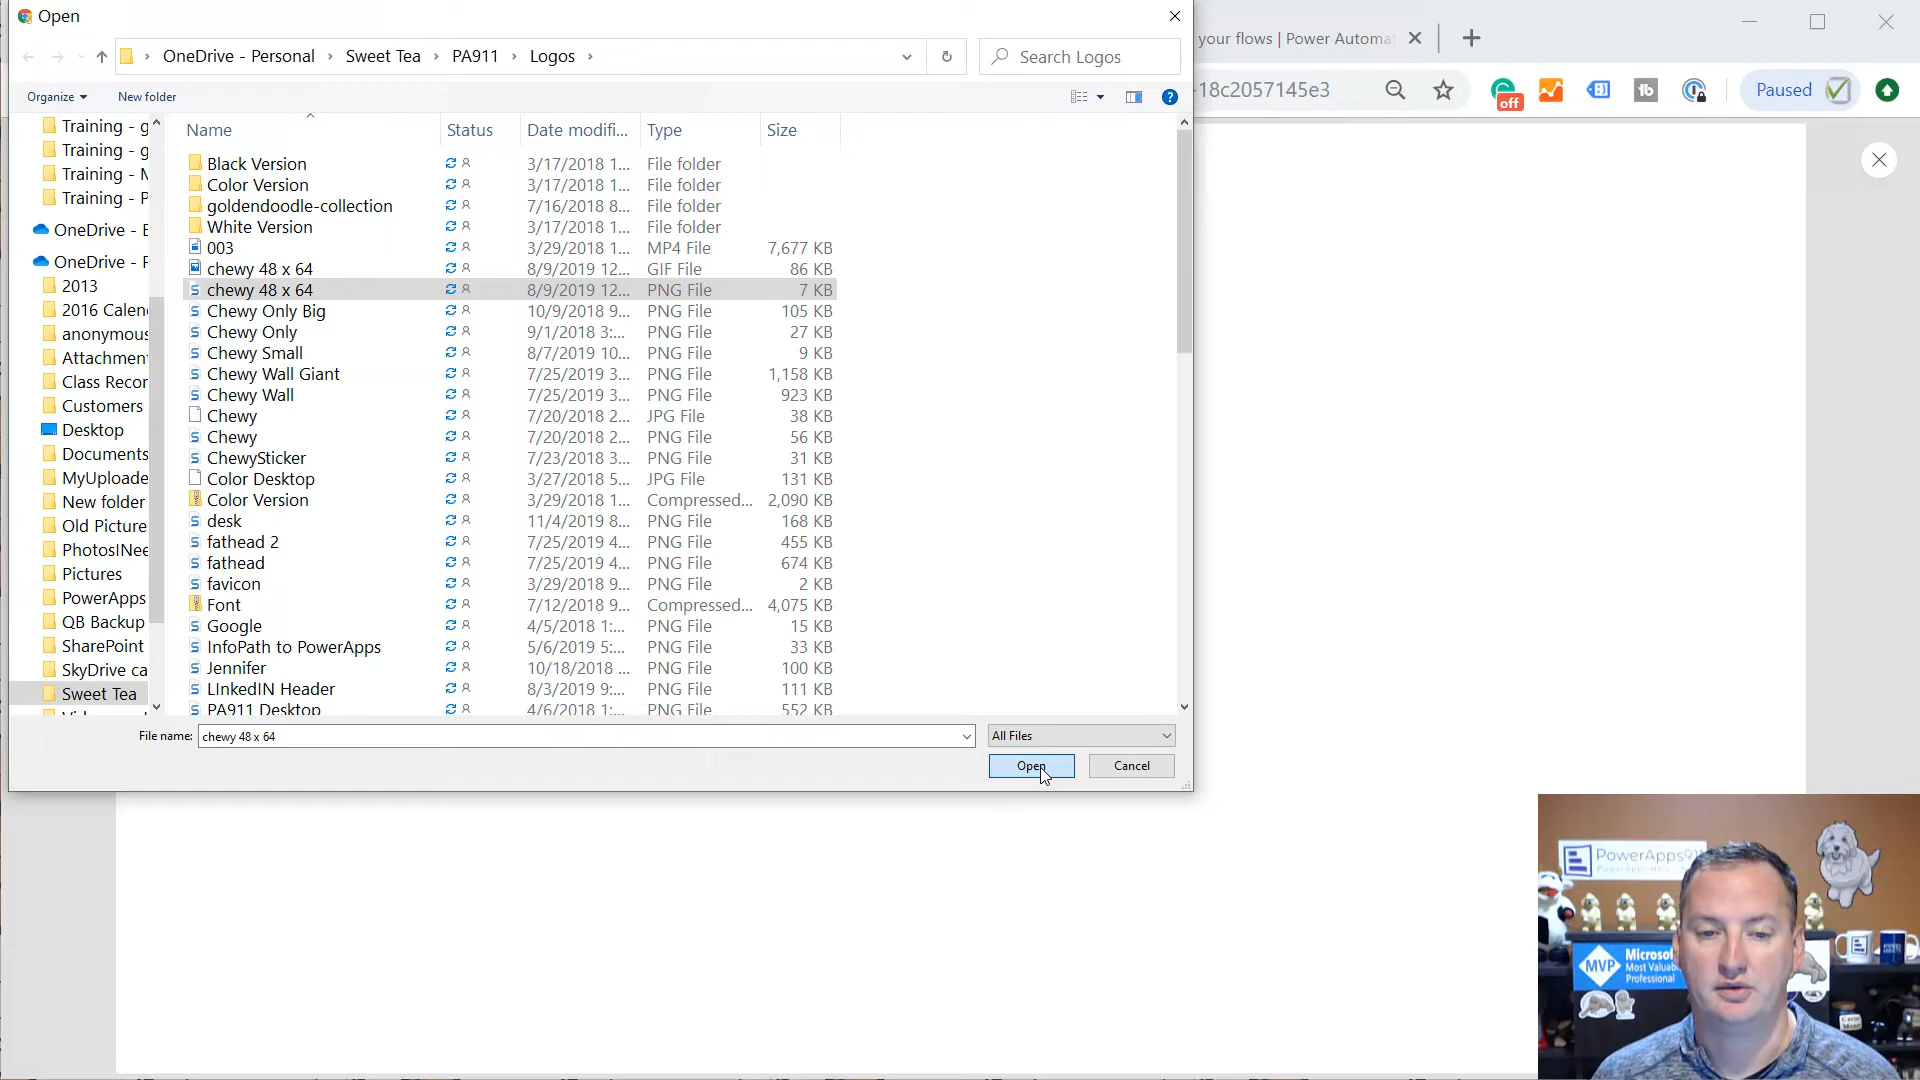 Open
your flows | Power Automat
OneDrive - Personal > Sweet Tea > PA911 > Logos >
Search Logos
18c2057145e3
off
tb
Paused
Organize
New folder
?
Name Status Date modifi... Type Size
Training - g
Training - g
Training - M
Training - P
OneDrive - E
OneDrive - F
2013
2016 Calen
anonymous
Attachment
Class Recor
Customers
Desktop
Documents
MyUploade
New folder
Old Picture
PhotosINee
Pictures
PowerApps
QB Backup
SharePoint
SkyDrive ca
Sweet Tea
Black Version 3/17/2018 1... File folder
Color Version 3/17/2018 1... File folder
goldendoodle-collection 7/16/2018 8... File folder
White Version 3/17/2018 1... File folder
003 3/29/2018 1... MP4 File 7,677 KB
chewy 48 x 64 8/9/2019 12... GIF File 86 KB
chewy 48 x 64 8/9/2019 12... PNG File 7 KB
Chewy Only Big 10/9/2018 9... PNG File 105 KB
Chewy Only 9/1/2018 3:... PNG File 27 KB
Chewy Small 8/7/2019 10... PNG File 9 KB
Chewy Wall Giant 7/25/2019 3... PNG File 1,158 KB
Chewy Wall 7/25/2019 3... PNG File 923 KB
Chewy 7/20/2018 2... JPG File 38 KB
Chewy 7/20/2018 2... PNG File 56 KB
ChewySticker 7/23/2018 3... PNG File 31 KB
Color Desktop 3/27/2018 5... JPG File 131 KB
Color Version 3/29/2018 1... Compressed... 2,090 KB
desk 11/4/2019 8... PNG File 168 KB
fathead 2 7/25/2019 4... PNG File 455 KB
fathead 7/25/2019 4... PNG File 674 KB
favicon 3/29/2018 9... PNG File 2 KB
Font 7/12/2018 9... Compressed... 4,075 KB
Google 4/5/2018 1:... PNG File 15 KB
InfoPath to PowerApps 5/6/2019 5:... PNG File 33 KB
Jennifer 10/18/2018 ... PNG File 100 KB
LInkedIN Header 8/3/2019 9:... PNG File 111 KB
PA911 Desktop 4/6/2018 1:... PNG File 552 KB
File name: chewy 48 x 64
All Files
Open
Cancel
PowerApps911
MVP
Microsof
Most Valuab
Professional